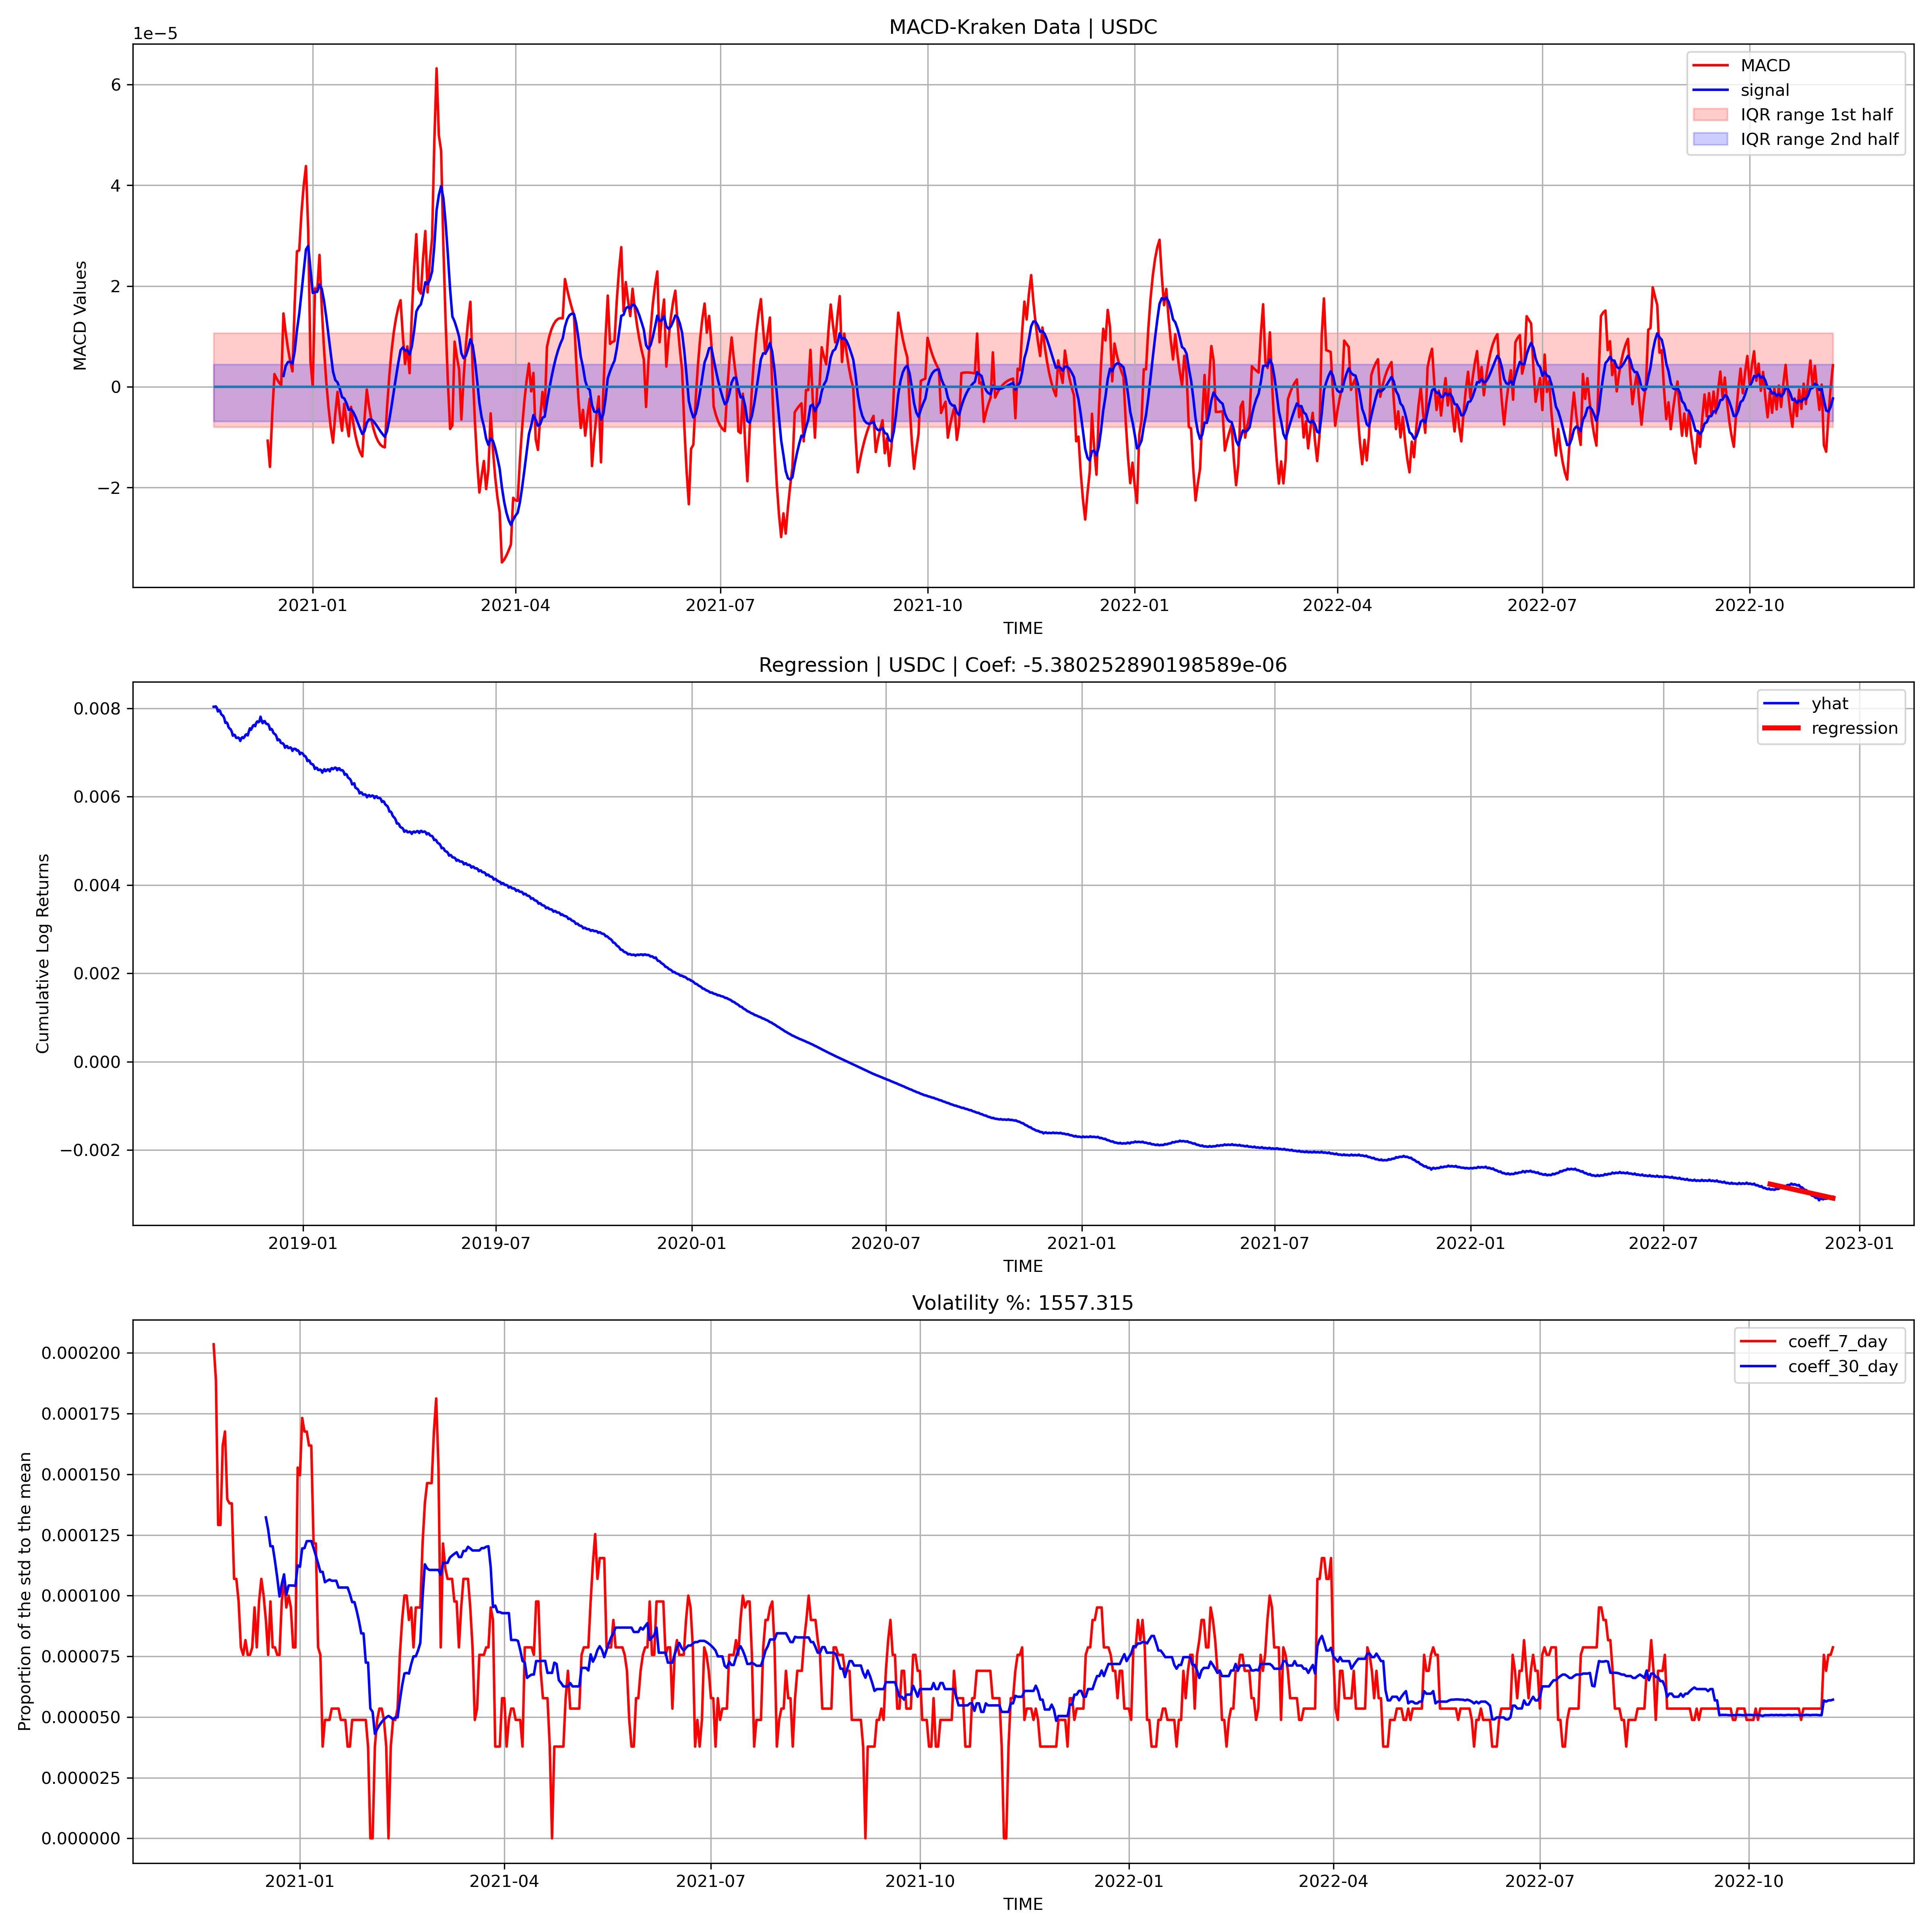 MACD-Kraken Data | USDC
1e−5
MACD
signal
IQR range 1st half
IQR range 2nd half
6
4
2
0
−2
MACD Values
2021-01 2021-04 2021-07 2021-10 2022-01 2022-04 2022-07 2022-10
TIME
Regression | USDC | Coef: -5.380252890198589e-06
yhat
regression
0.008
0.006
0.004
0.002
0.000
−0.002
Cumulative Log Returns
2019-01 2019-07 2020-01 2020-07 2021-01 2021-07 2022-01 2022-07 2023-01
TIME
Volatility %: 1557.315
coeff_7_day
coeff_30_day
0.000200
0.000175
0.000150
0.000125
0.000100
0.000075
0.000050
0.000025
0.000000
Proportion of the std to the mean
2021-01 2021-04 2021-07 2021-10 2022-01 2022-04 2022-07 2022-10
TIME